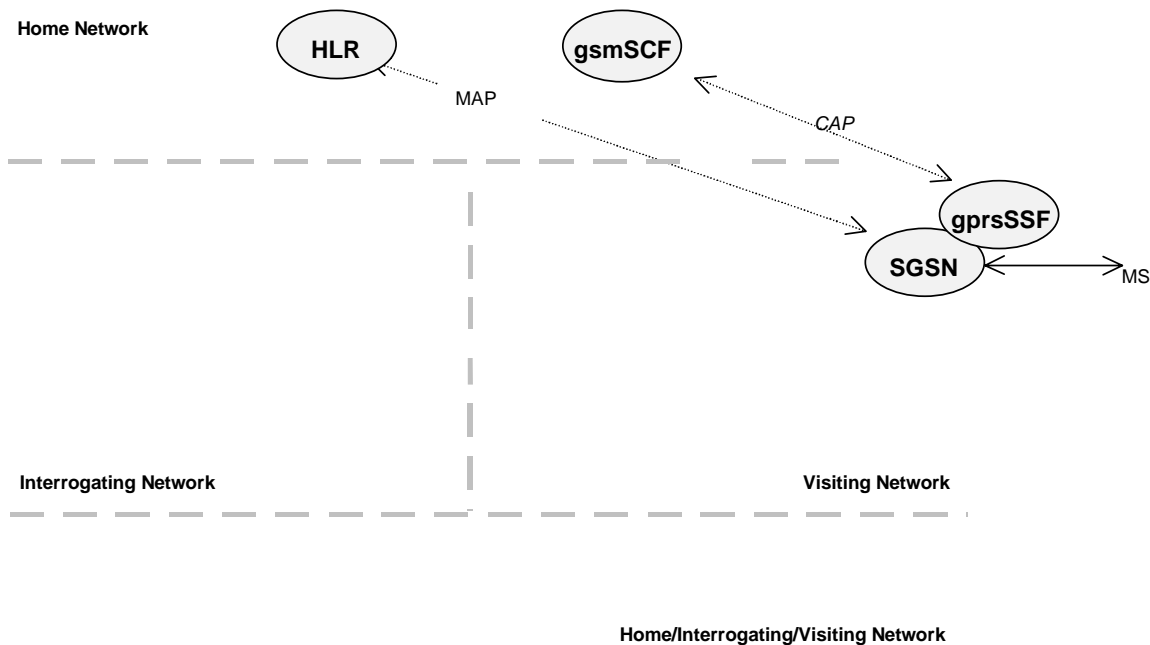 Home Network
HLR
gsmSCF
MAP
CAP
gprsSSF
SGSN
MS
Interrogating Network
Visiting Network
Home/Interrogating/Visiting Network